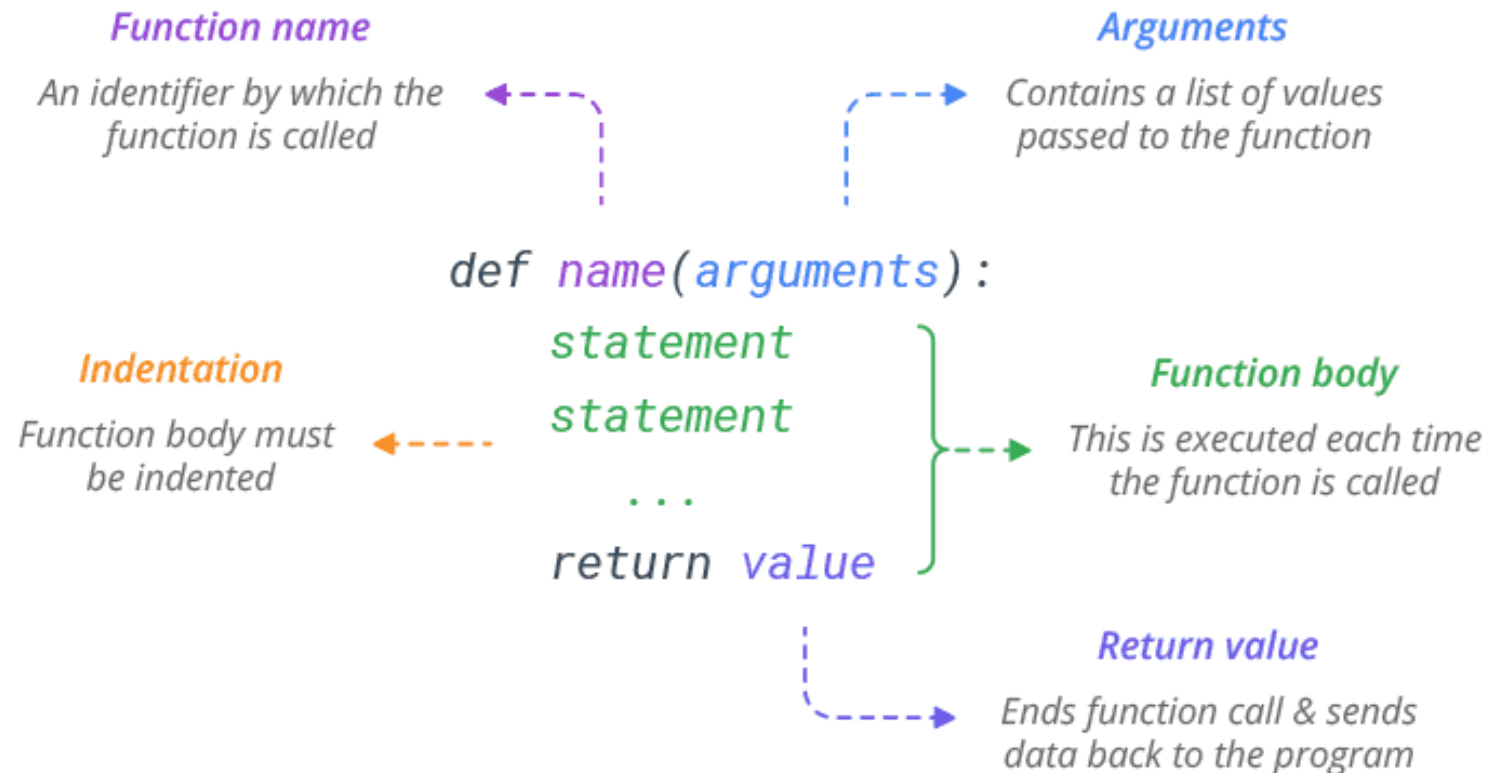 Function name
An identifier by which the
function is called
Arguments
Contains a list of values
passed to the function
def name(arguments):
statement
statement
...
return value
Indentation
Function body must
be indented
Function body
This is executed each time
the function is called
Return value
Ends function call & sends
data back to the program